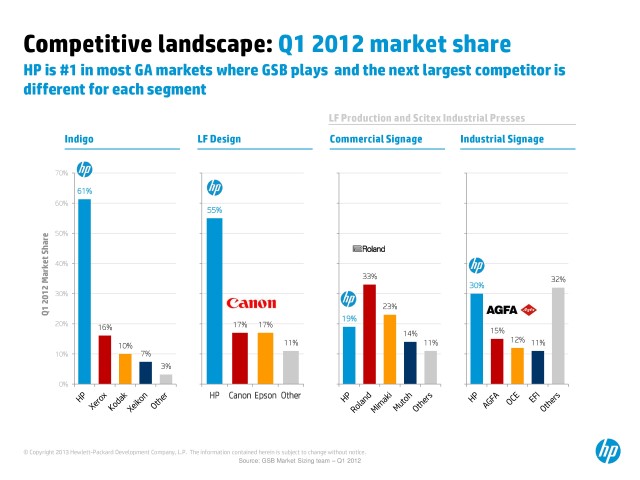 Competitive landscape: Q1 2012 market share
HP is #1 in most GA markets where GSB plays and the next largest competitor is
different for each segment
LF Production and Scitex Industrial Presses
Indigo
LF Design
Commercial Signage
Industrial Signage
Q1 2012 Market Share
70%
60%
50%
40%
30%
20%
10%
0%
hp
61%
16%
10%
7%
3%
HP
Xerox
Kodak
Xeikon
Other
hp
55%
Canon
17%
17%
11%
HP
Canon
Epson
Other
Roland
hp
19%
33%
23%
14%
11%
HP
Roland
Mimaki
Mutoh
Others
hp
30%
AGFA
15%
12%
11%
32%
HP
AGFA
OCE
EFI
Others
© Copyright 2013 Hewlett-Packard Development Company, L.P. The information contained herein is subject to change without notice.
Source: GSB Market Sizing team – Q1 2012
hp